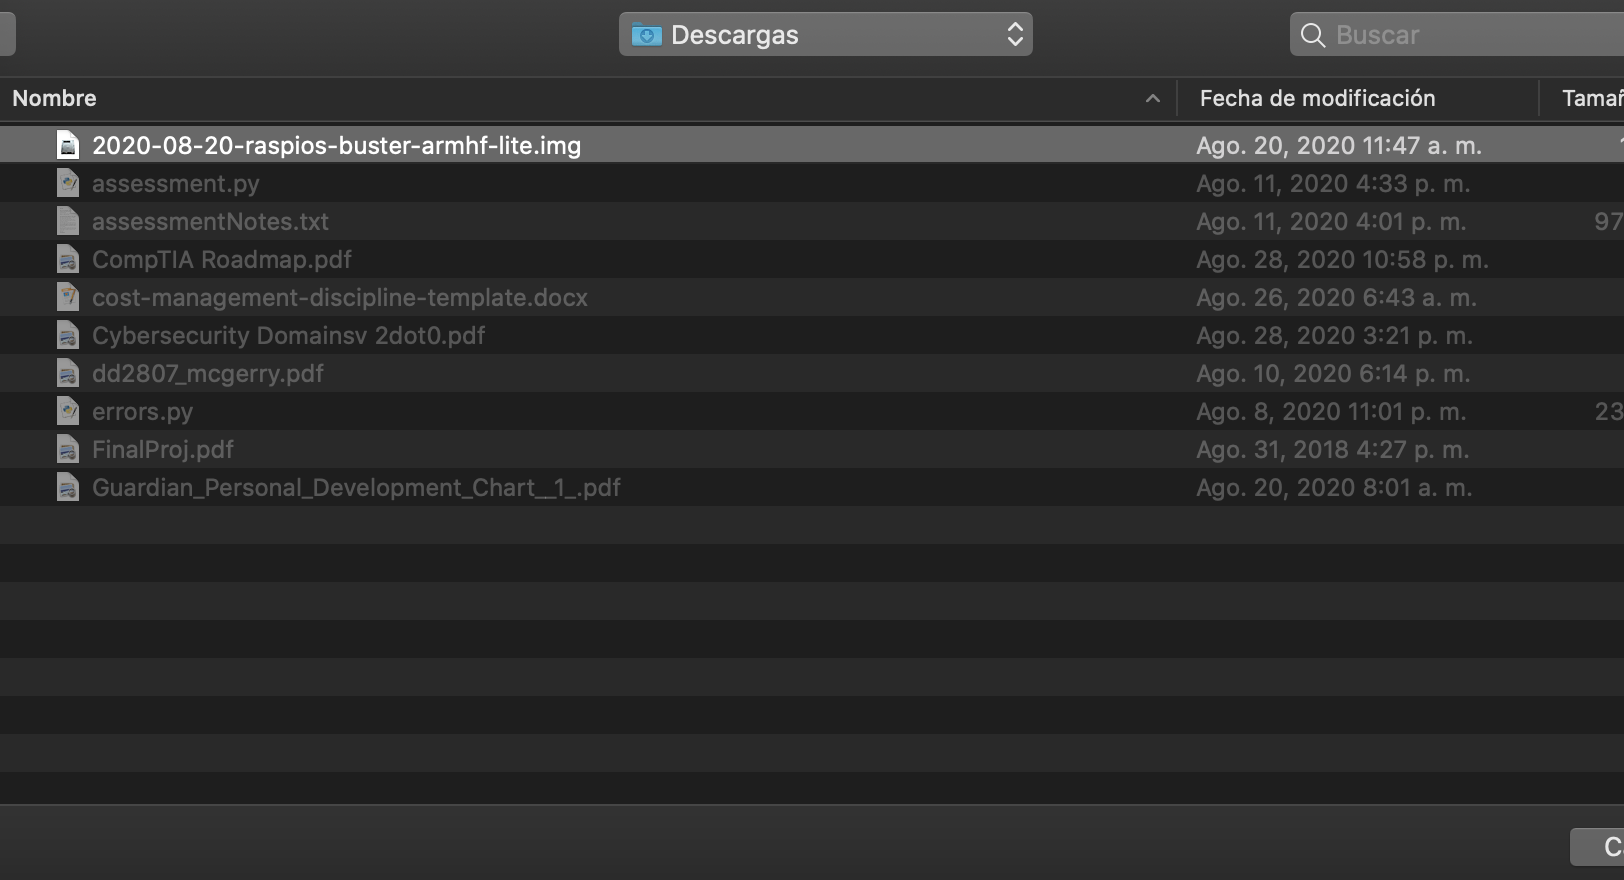 Descargas Buscar
Nombre Fecha de modificación
2020-08-20-raspios-buster-armhf-lite.img Ago. 20, 2020 11:47 a. m.
assessment.py Ago. 11, 2020 4:33 p. m.
assessmentNotes.txt Ago. 11, 2020 4:01 p. m. 97
CompTIA Roadmap.pdf Ago. 28, 2020 10:58 p. m.
cost-management-discipline-template.docx Ago. 26, 2020 6:43 a. m.
Cybersecurity Domainsv 2dot0.pdf Ago. 28, 2020 3:21 p. m.
dd2807_mcgerry.pdf Ago. 10, 2020 6:14 p. m.
errors.py Ago. 8, 2020 11:01 p. m. 23
FinalProj.pdf Ago. 31, 2018 4:27 p. m.
Guardian_Personal_Development_Chart__1_.pdf Ago. 20, 2020 8:01 a. m.